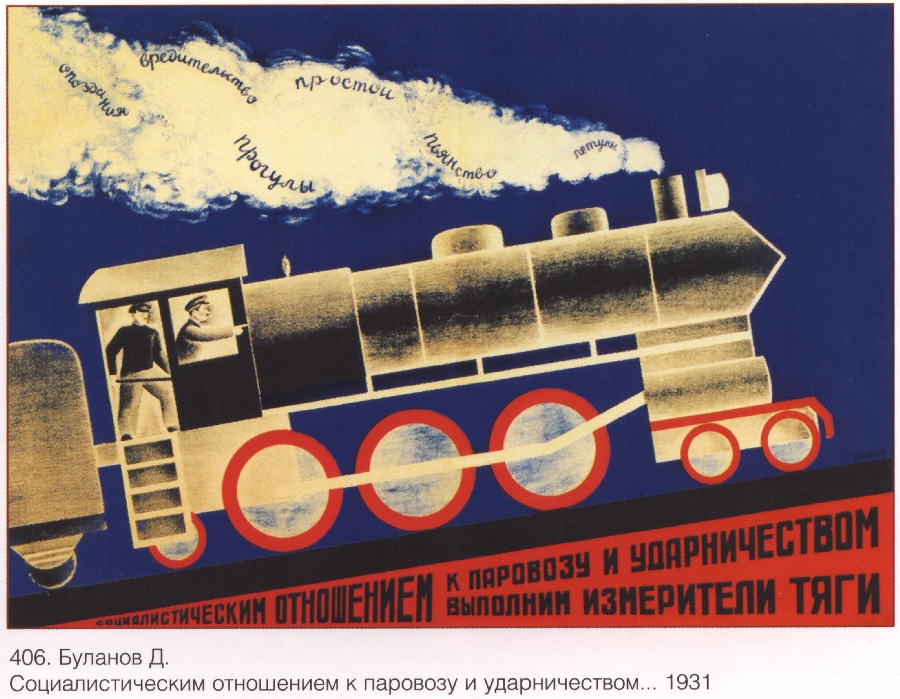 опоздания
вредительство
простои
прогулы
пьянство
летуны
СОЦИАЛИСТИЧЕСКИМ ОТНОШЕНИЕМ К ПАРОВОЗУ И УДАРНИЧЕСТВОМ
ВЫПОЛНИМ ИЗМЕРИТЕЛИ ТЯГИ
406. Буланов Д.
Социалистическим отношением к паровозу и ударничеством... 1931